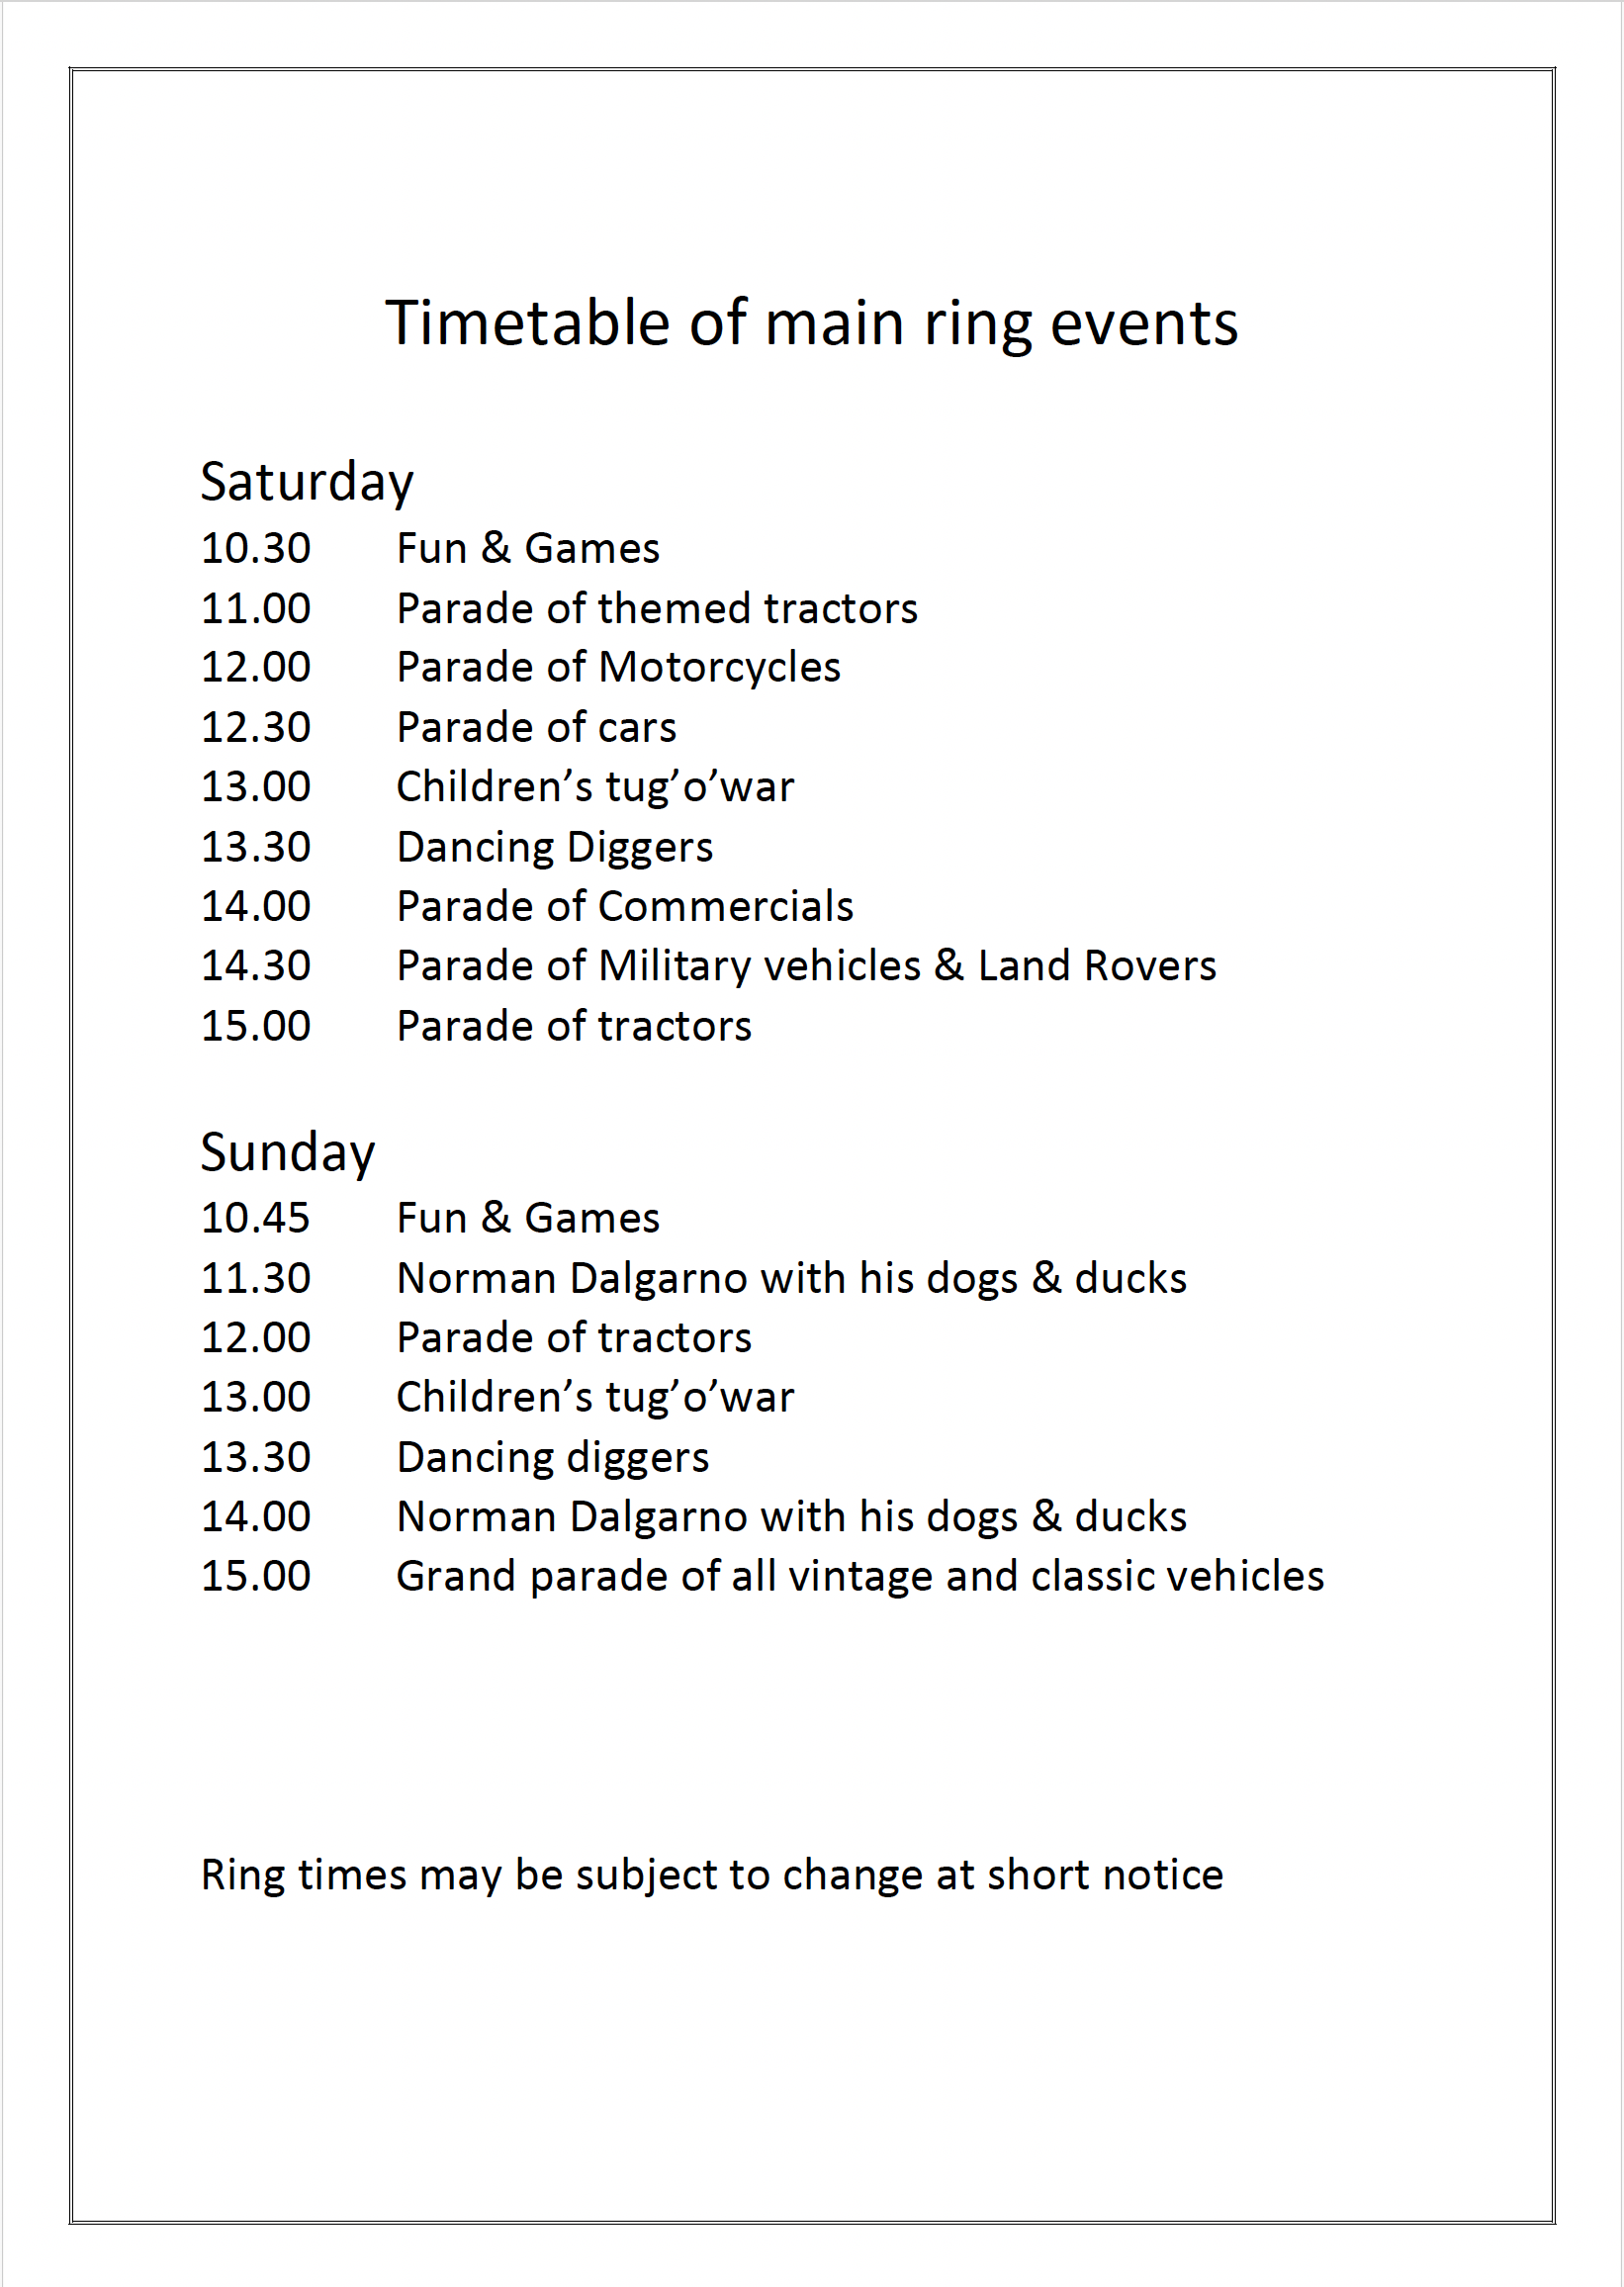 Timetable of main ring events
Saturday
10.30 Fun & Games
11.00 Parade of themed tractors
12.00 Parade of Motorcycles
12.30 Parade of cars
13.00 Children’s tug’o’war
13.30 Dancing Diggers
14.00 Parade of Commercials
14.30 Parade of Military vehicles & Land Rovers
15.00 Parade of tractors
Sunday
10.45 Fun & Games
11.30 Norman Dalgarno with his dogs & ducks
12.00 Parade of tractors
13.00 Children’s tug’o’war
13.30 Dancing diggers
14.00 Norman Dalgarno with his dogs & ducks
15.00 Grand parade of all vintage and classic vehicles
Ring times may be subject to change at short notice